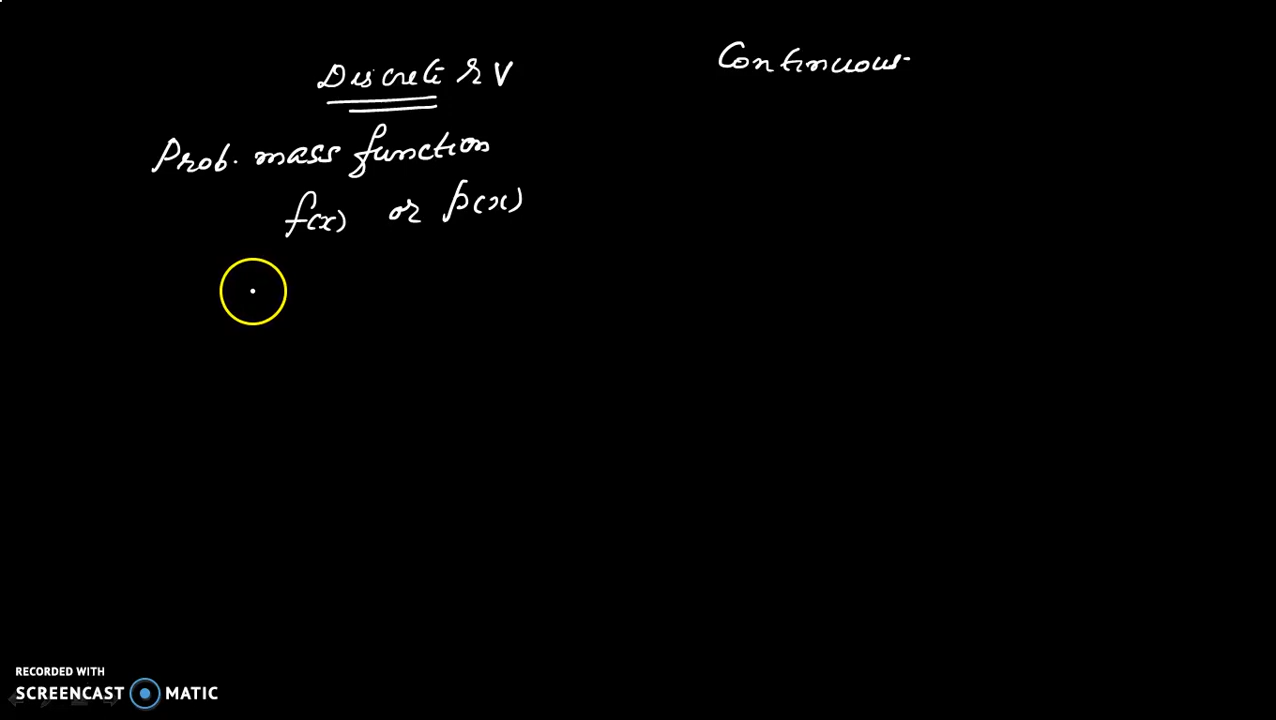 Discrete r V
Continuous
Prob. mass function
f(x) or p(x)
RECORDED WITH
SCREENCAST MATIC